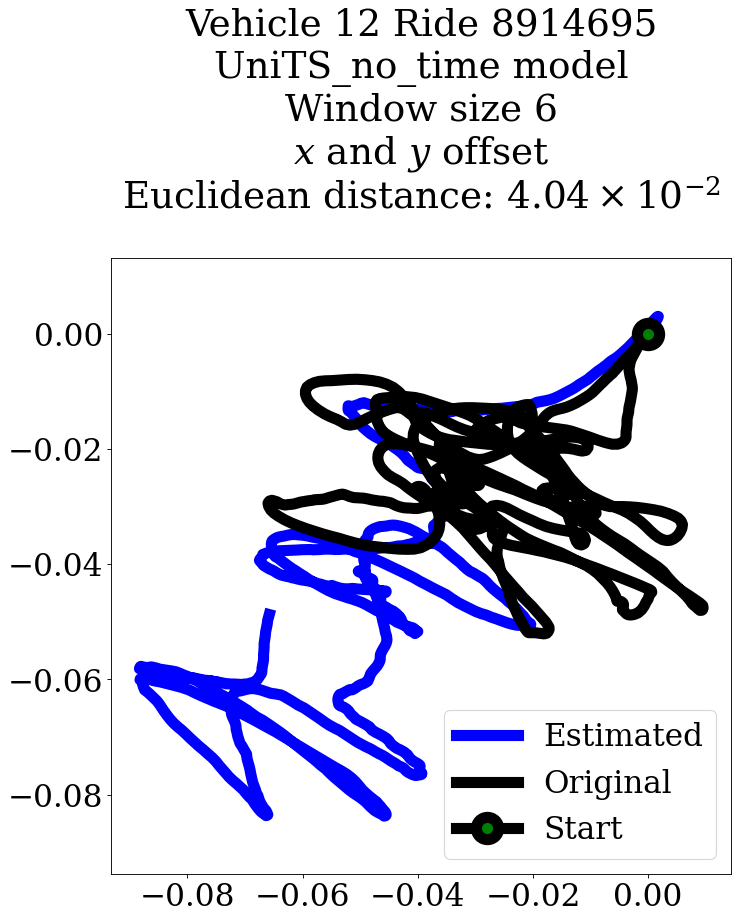 Vehicle 12 Ride 8914695
UniTS_no_time model
Window size 6
x and y offset
Euclidean distance: 4.04 × 10⁻²
0.00
−0.02
−0.04
−0.06
−0.08
Estimated
Original
Start
−0.08 −0.06 −0.04 −0.02 0.00